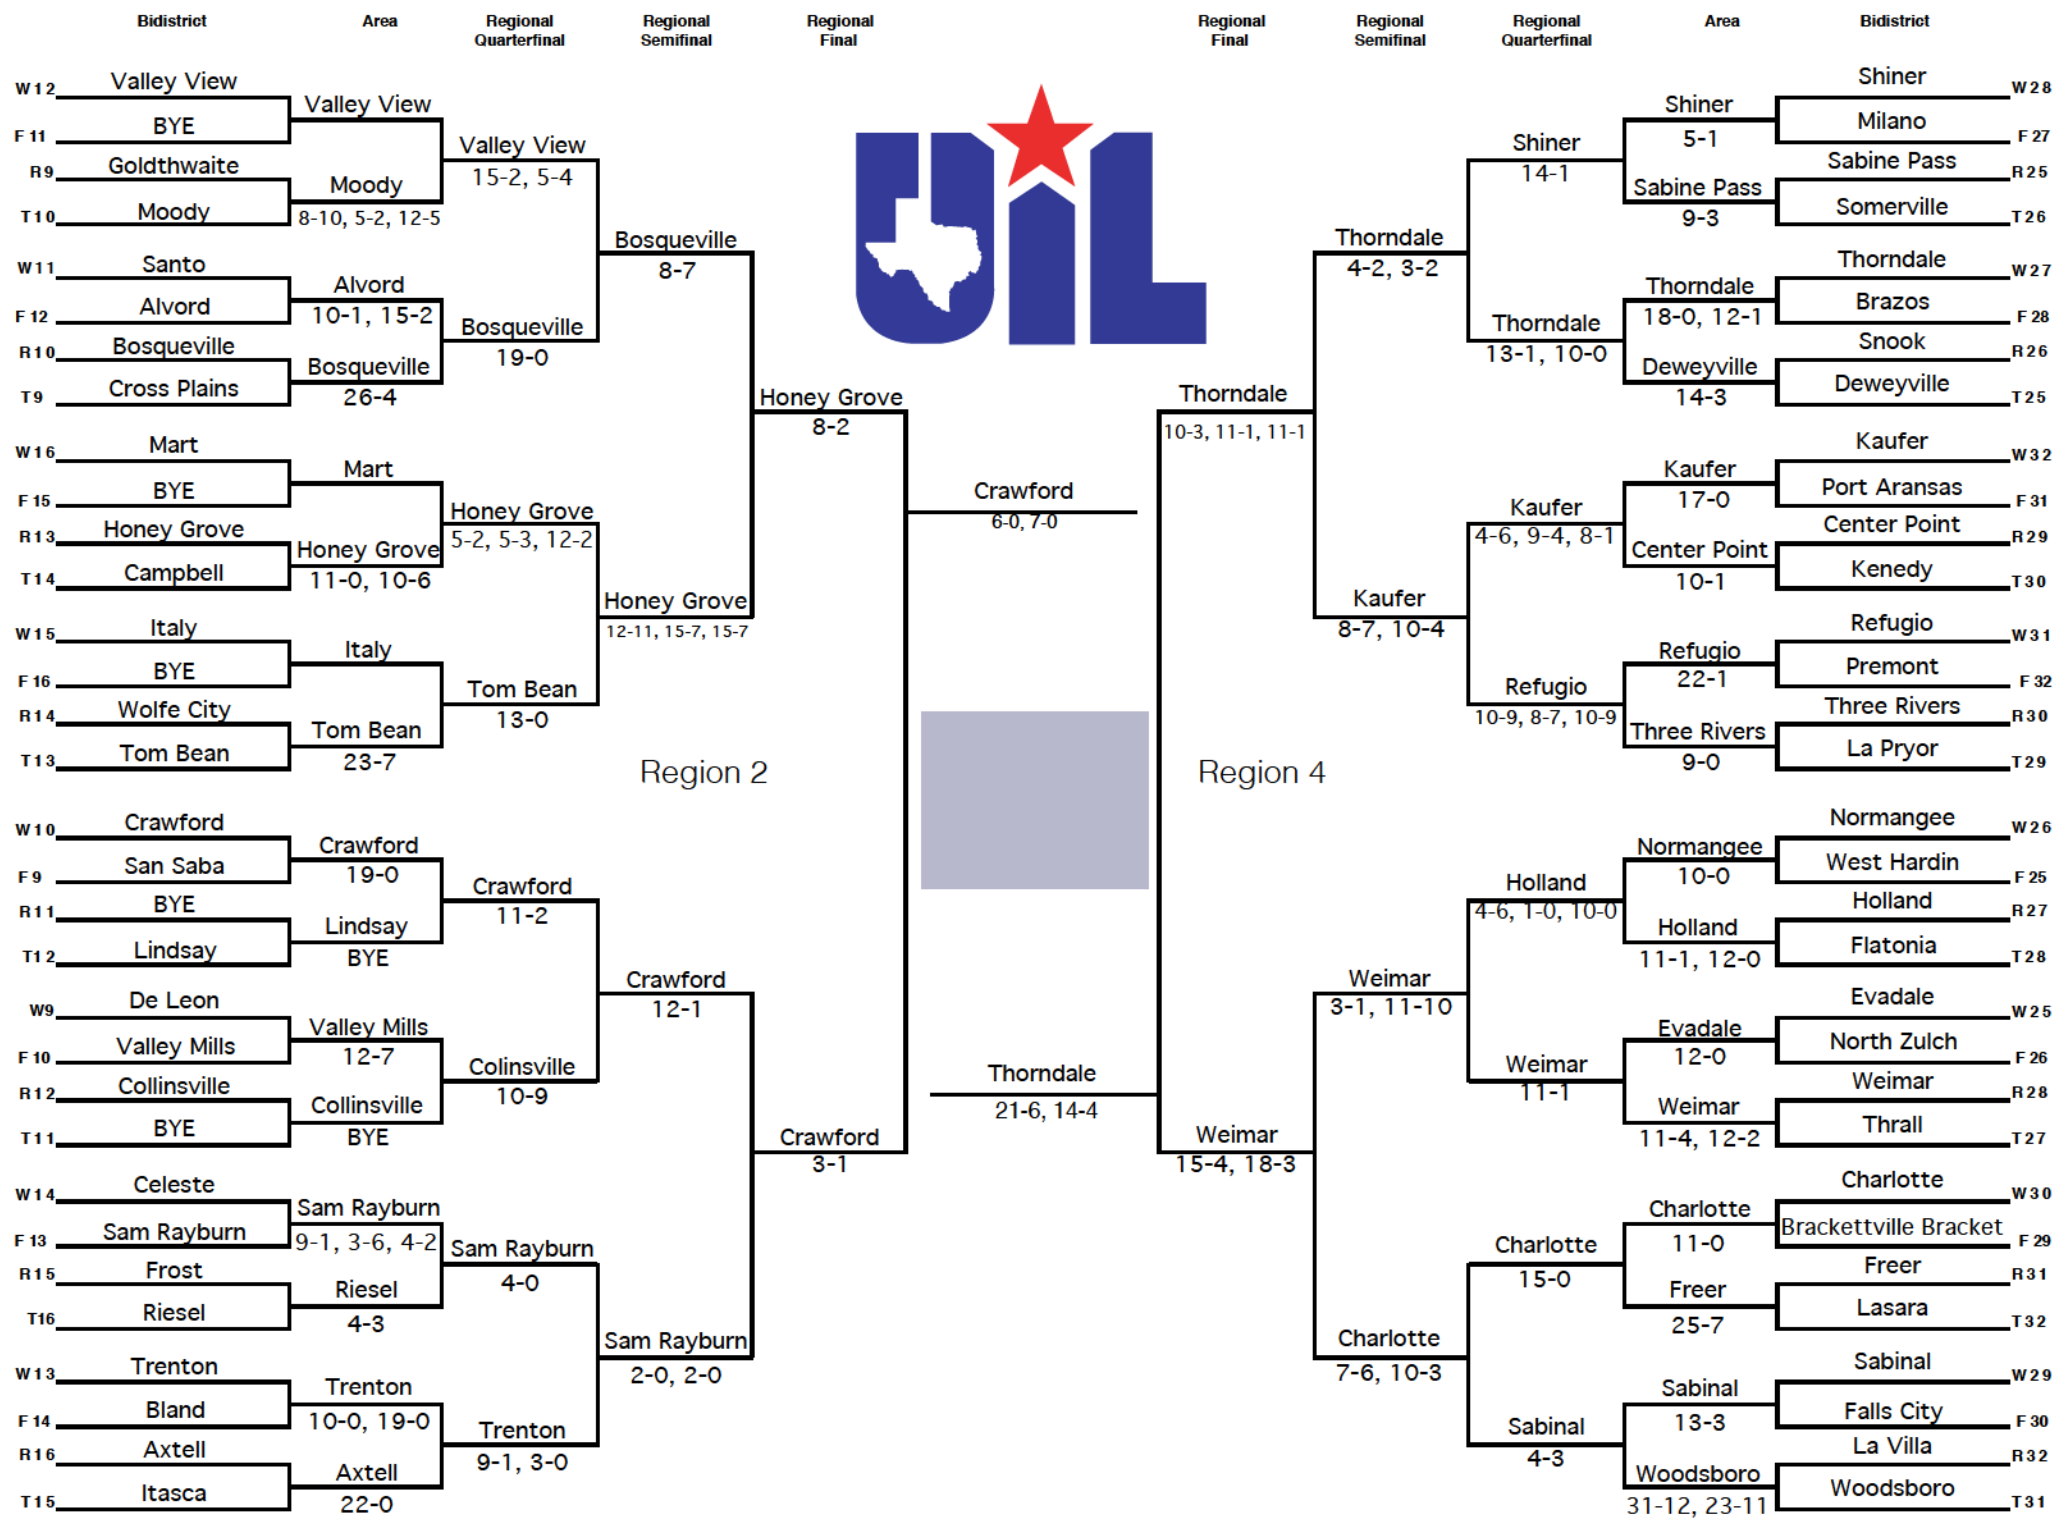 Bidistrict
Area
Regional
Quarterfinal
Regional
Semifinal
Regional
Final
Regional
Final
Regional
Semifinal
Regional
Quarterfinal
Area
Bidistrict
W12
Valley View
F 11
BYE
R9
Goldthwaite
T10
Moody
W11
Santo
F 12
Alvord
R10
Bosqueville
T9
Cross Plains
W16
Mart
F 15
BYE
R13
Honey Grove
T14
Campbell
W15
Italy
F 16
BYE
R14
Wolfe City
T13
Tom Bean
W10
Crawford
F 9
San Saba
R11
BYE
T12
Lindsay
W9
De Leon
F 10
Valley Mills
R12
Collinsville
T11
BYE
W14
Celeste
F 13
Sam Rayburn
R15
Frost
T16
Riesel
W13
Trenton
F 14
Bland
R16
Axtell
T15
Itasca
Valley View
Moody
8-10, 5-2, 12-5
Alvord
10-1, 15-2
Bosqueville
26-4
Mart
Honey Grove
11-0, 10-6
Italy
Tom Bean
23-7
Crawford
19-0
Lindsay
BYE
Valley Mills
12-7
Collinsville
BYE
Sam Rayburn
9-1, 3-6, 4-2
Riesel
4-3
Trenton
10-0, 19-0
Axtell
22-0
Valley View
15-2, 5-4
Bosqueville
19-0
Honey Grove
5-2, 5-3, 12-2
Tom Bean
13-0
Crawford
11-2
Colinsville
10-9
Sam Rayburn
4-0
Trenton
9-1, 3-0
Bosqueville
8-7
Honey Grove
12-11, 15-7, 15-7
Crawford
12-1
Sam Rayburn
2-0, 2-0
Region 2
Honey Grove
8-2
Crawford
3-1
UIL
Crawford
6-0, 7-0
Thorndale
21-6, 14-4
Thorndale
10-3, 11-1, 11-1
Weimar
15-4, 18-3
Region 4
Thorndale
4-2, 3-2
Kaufer
8-7, 10-4
Weimar
3-1, 11-10
Charlotte
7-6, 10-3
Shiner
14-1
Thorndale
13-1, 10-0
Kaufer
4-6, 9-4, 8-1
Refugio
10-9, 8-7, 10-9
Holland
4-6, 1-0, 10-0
Weimar
11-1
Charlotte
15-0
Sabinal
4-3
Shiner
5-1
Sabine Pass
9-3
Thorndale
18-0, 12-1
Deweyville
14-3
Kaufer
17-0
Center Point
10-1
Refugio
22-1
Three Rivers
9-0
Normangee
10-0
Holland
11-1, 12-0
Evadale
12-0
Weimar
11-4, 12-2
Charlotte
11-0
Freer
25-7
Sabinal
13-3
Woodsboro
31-12, 23-11
Shiner
W28
Milano
F 27
Sabine Pass
R25
Somerville
T26
Thorndale
W27
Brazos
F 28
Snook
R26
Deweyville
T25
Kaufer
W32
Port Aransas
F 31
Center Point
R29
Kenedy
T30
Refugio
W31
Premont
F 32
Three Rivers
R30
La Pryor
T29
Normangee
W26
West Hardin
F 25
Holland
R27
Flatonia
T28
Evadale
W25
North Zulch
F 26
Weimar
R28
Thrall
T27
Charlotte
W30
Brackettville Bracket
F 29
Freer
R31
Lasara
T32
Sabinal
W29
Falls City
F 30
La Villa
R32
Woodsboro
T31